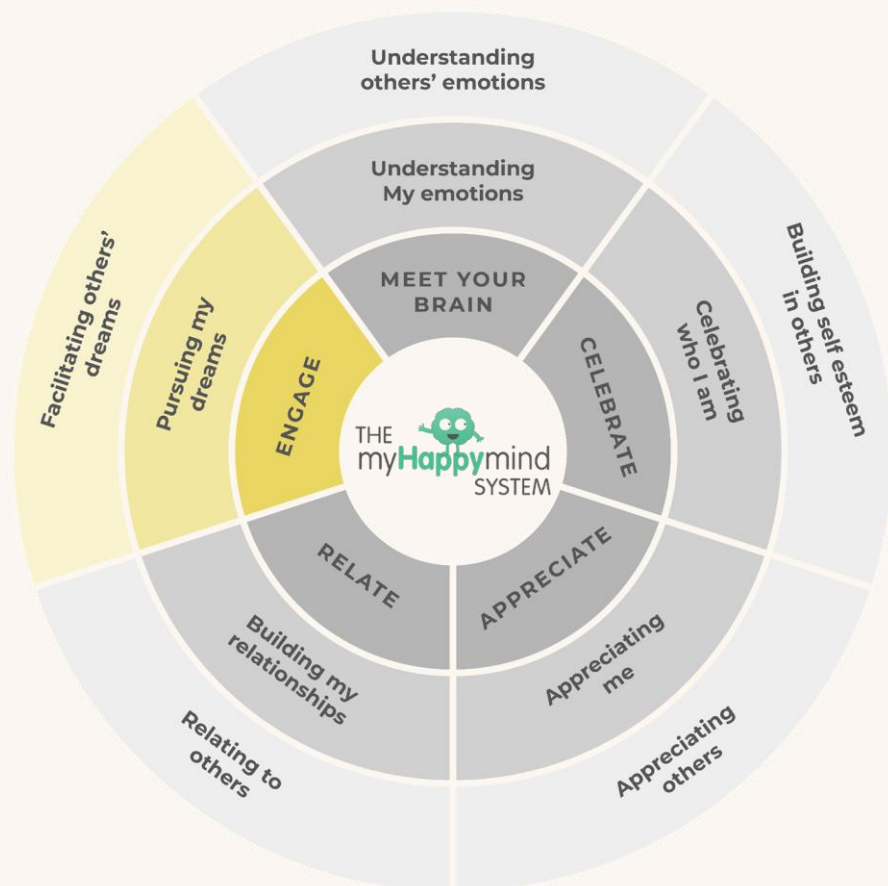 Understanding
others' emotions
Understanding
My emotions
MEET YOUR
BRAIN
CELEBRATE
Celebrating
who I am
Building self esteem
in others
APPRECIATE
Appreciating
me
Appreciating
others
RELATE
Building my
relationships
Relating to
others
ENGAGE
Pursuing my
dreams
Facilitating others'
dreams
THE
myHappymind
SYSTEM